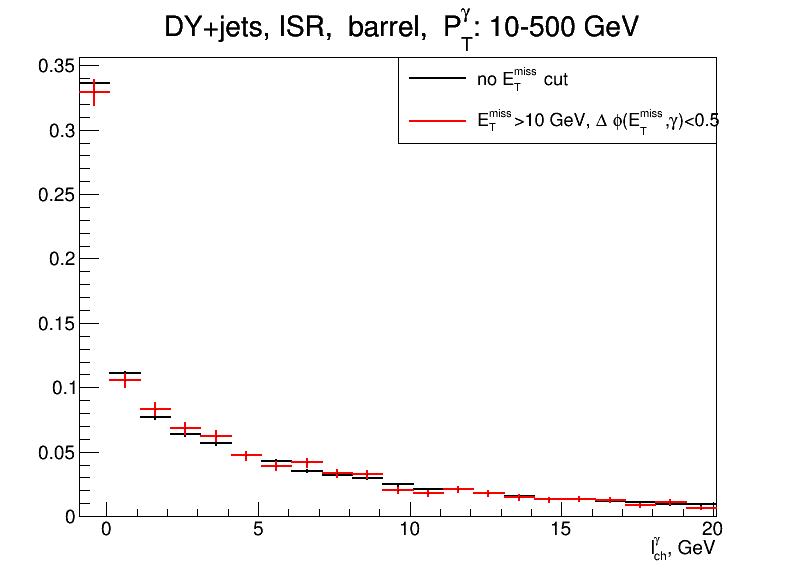 DY+jets, ISR, barrel, P_T^γ: 10-500 GeV
no E_T^miss cut
E_T^miss>10 GeV, Δ ϕ(E_T^miss,γ)<0.5
0.35
0.3
0.25
0.2
0.15
0.1
0.05
0
0 5 10 15 20
I_ch^γ, GeV